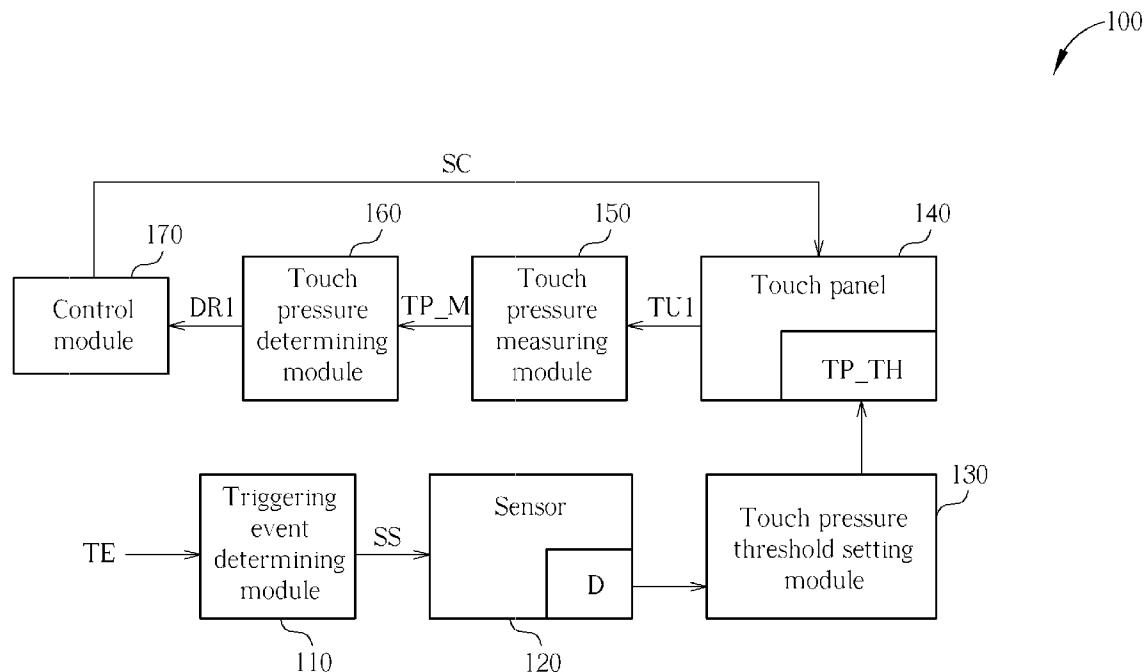 100
SC
170
160
150
140
Control
module
DR1
Touch
pressure
determining
module
TP_M
Touch
pressure
measuring
module
TU1
Touch panel
TP_TH
TE
Triggering
event
determining
module
SS
Sensor
D
Touch pressure
threshold setting
module
130
110
120